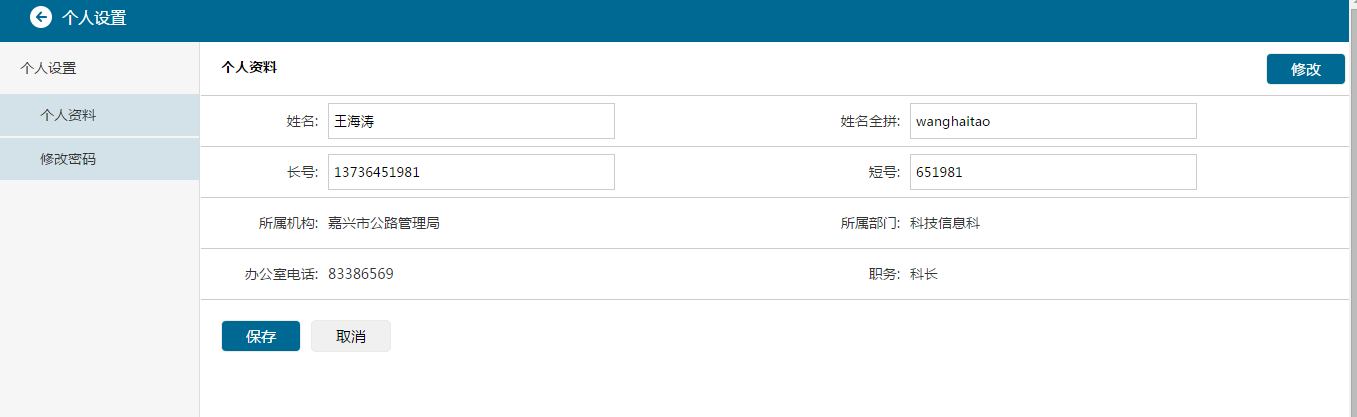 个人设置
个人设置
个人资料
修改密码
个人资料
修改
姓名: 王海涛 姓名全拼: wanghaitao
长号: 13736451981 短号: 651981
所属机构: 嘉兴市公路管理局 所属部门: 科技信息科
办公室电话: 83386569 职务: 科长
保存 取消